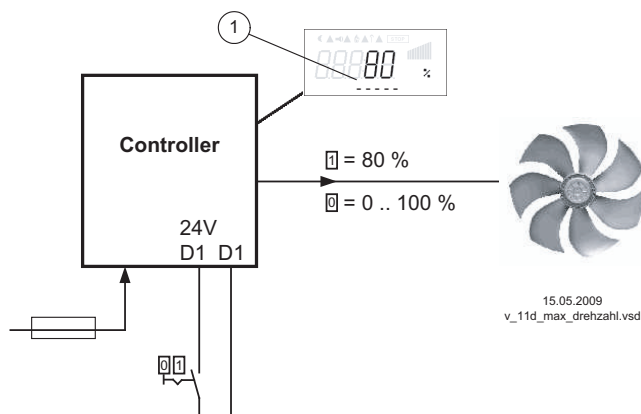 1
80
%
Controller
1 = 80 %
0 = 0 .. 100 %
24V
D1 D1
0 1
15.05.2009
v_11d_max_drehzahl.vsd